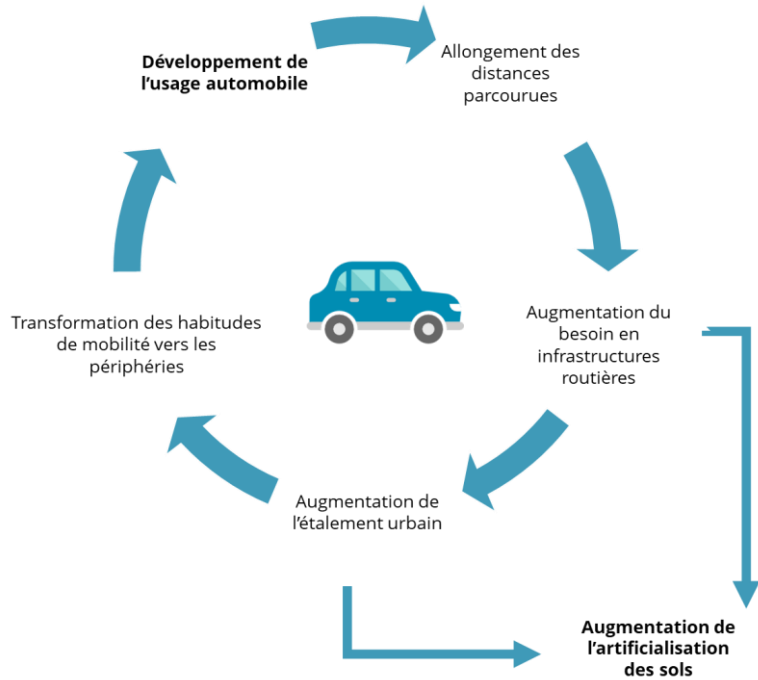 Développement de
l'usage automobile
Allongement des
distances
parcourues
Augmentation du
besoin en
infrastructures
routières
Augmentation de
l'étalement urbain
Transformation des habitudes
de mobilité vers les
périphéries
Augmentation de
l'artificialisation
des sols